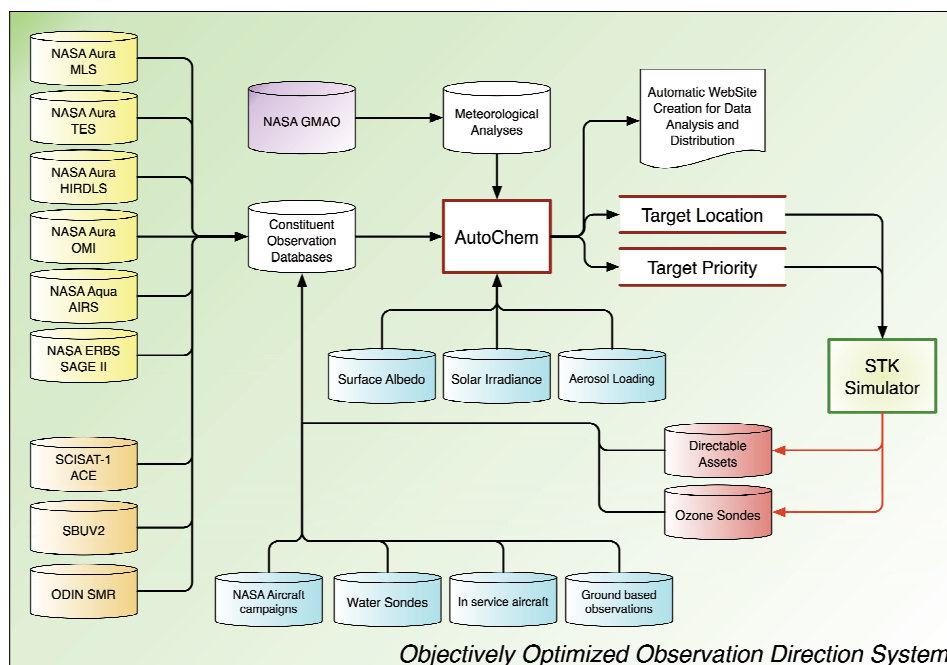 NASA Aura
MLS
NASA Aura
TES
NASA Aura
HIRDLS
NASA Aura
OMI
NASA Aqua
AIRS
NASA ERBS
SAGE II
SCISAT-1
ACE
SBUV2
ODIN SMR
NASA GMAO
Meteorological
Analyses
Automatic WebSite
Creation for Data
Analysis and
Distribution
Constituent
Observation
Databases
AutoChem
Target Location
Target Priority
Surface Albedo
Solar Irradiance
Aerosol Loading
STK
Simulator
Directable
Assets
Ozone Sondes
NASA Aircraft
campaigns
Water Sondes
In service aircraft
Ground based
observations
Objectively Optimized Observation Direction System